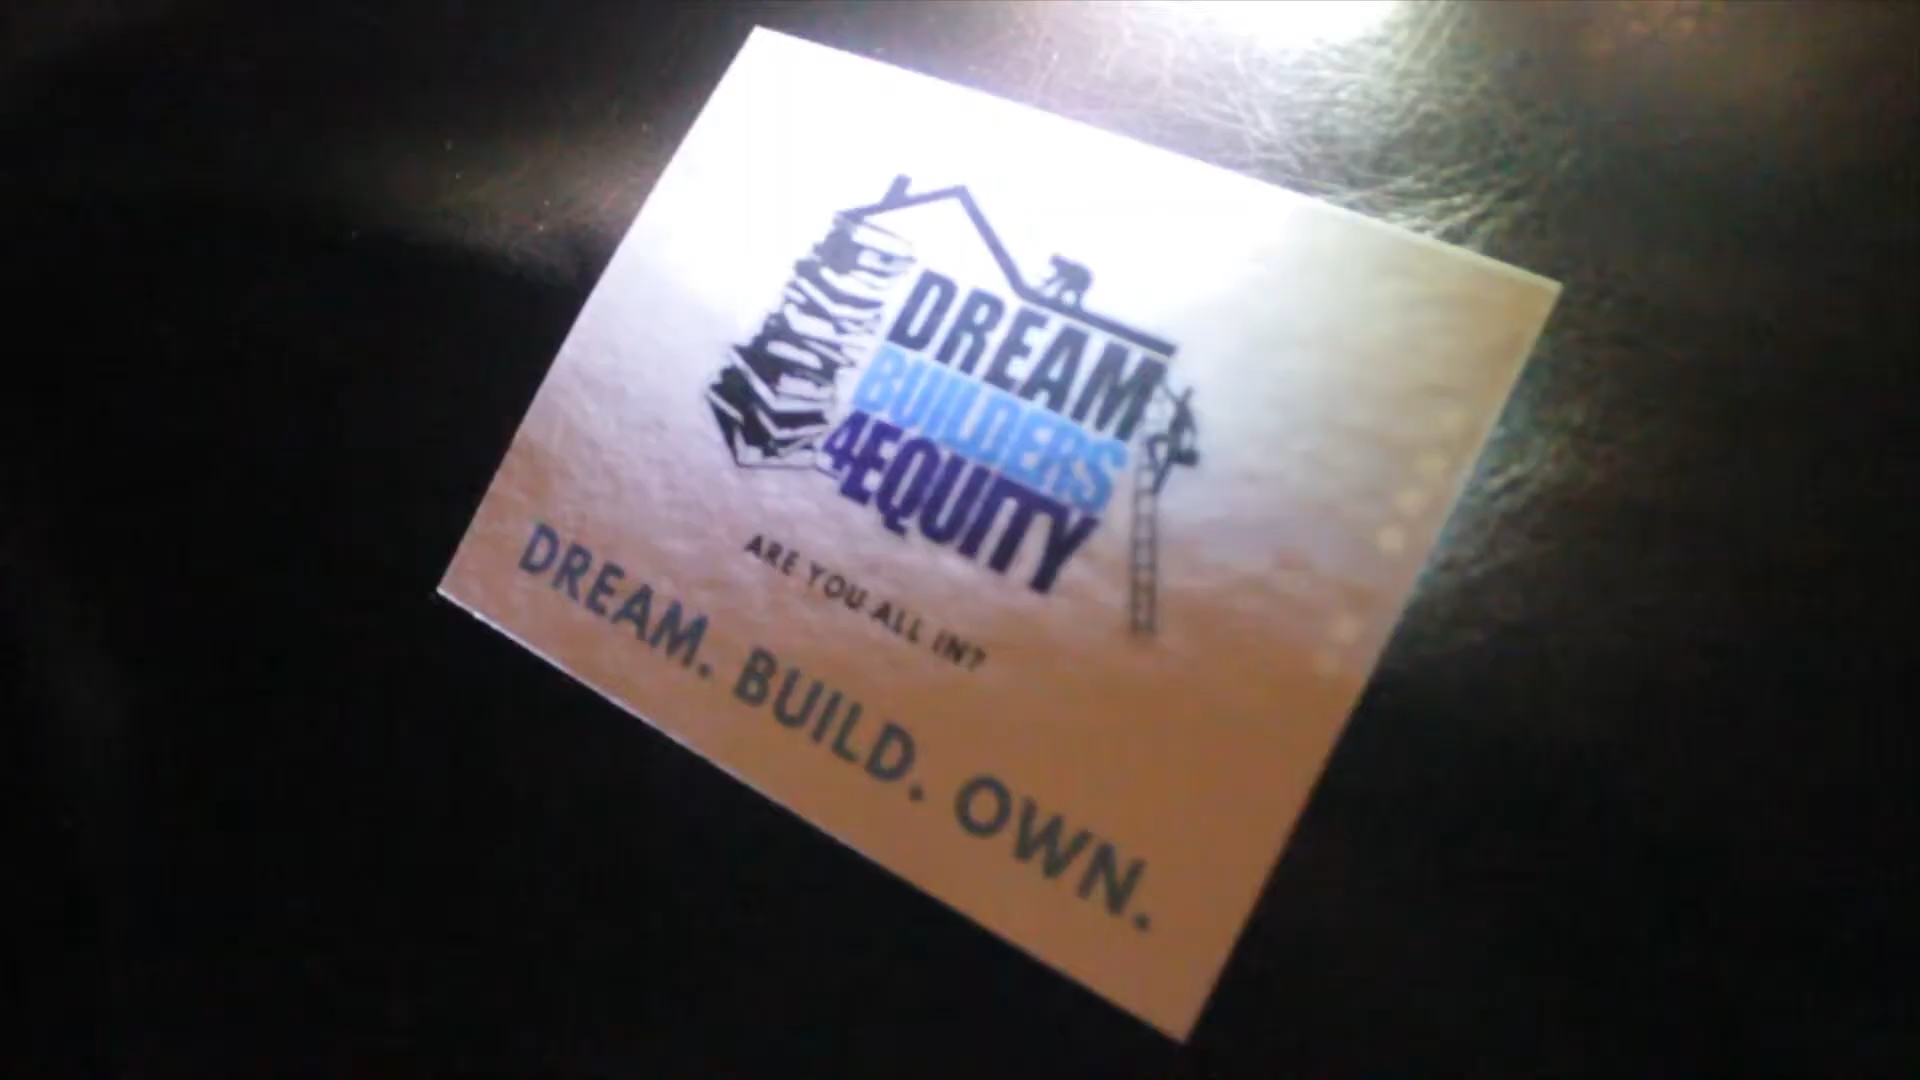 DREAM
BUILDERS
4EQUITY
ARE YOU ALL IN?
DREAM. BUILD. OWN.